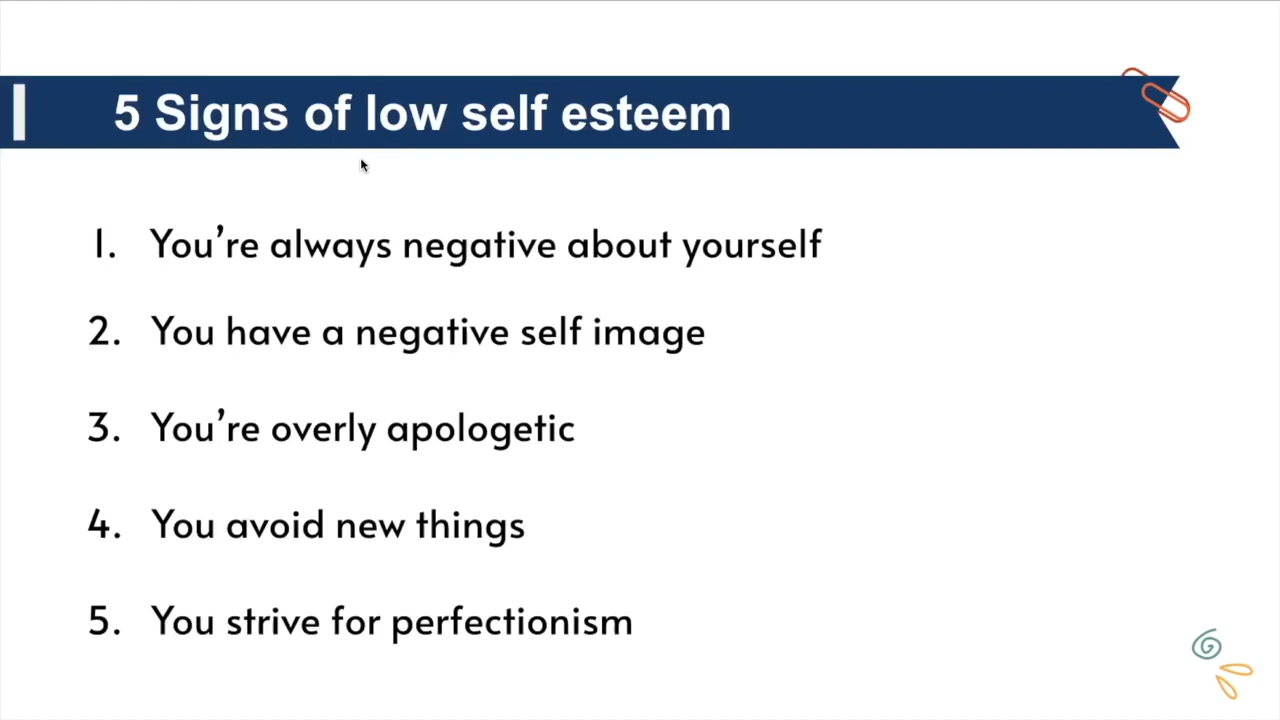 5 Signs of low self esteem
1. You’re always negative about yourself
2. You have a negative self image
3. You’re overly apologetic
4. You avoid new things
5. You strive for perfectionism